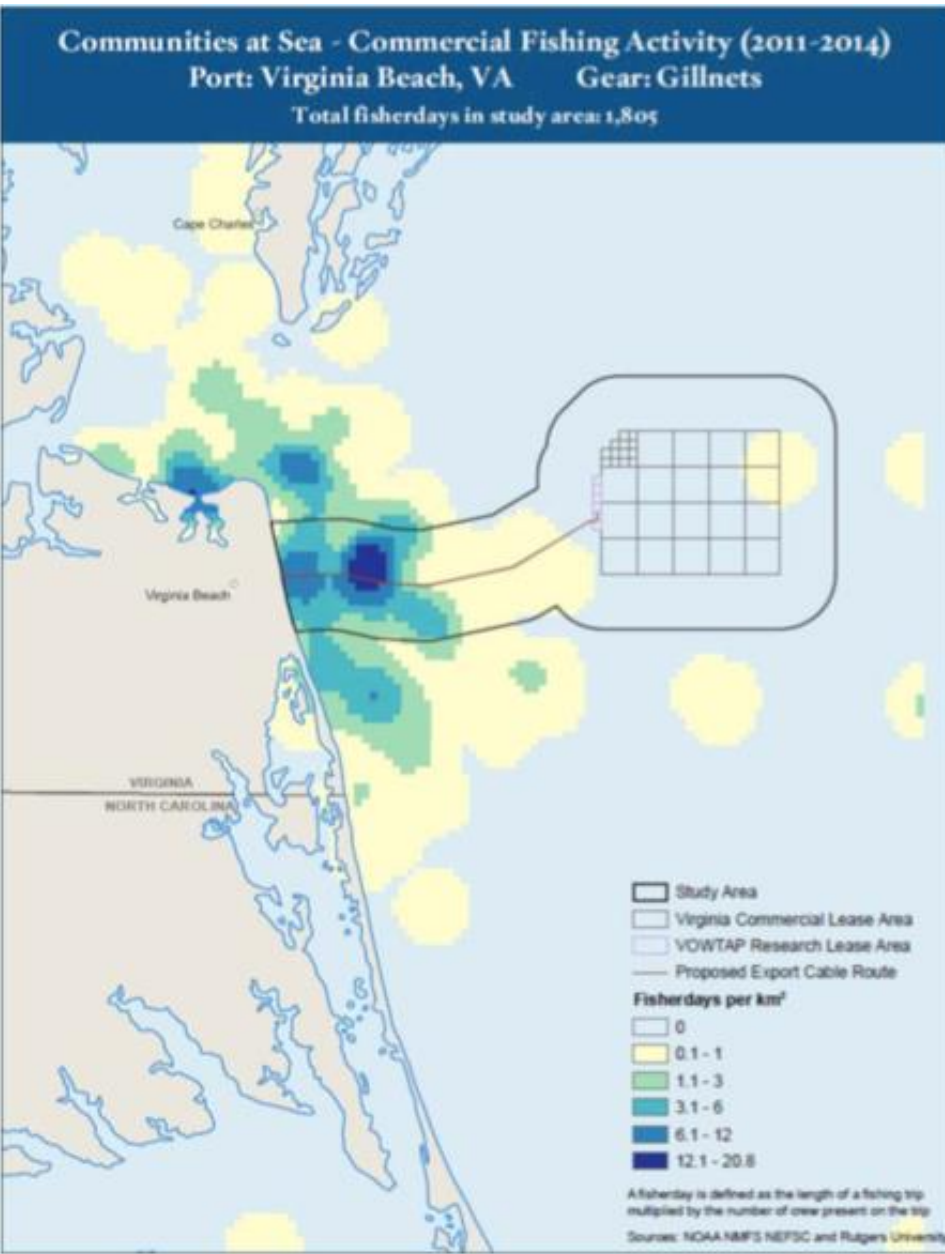 Communities at Sea - Commercial Fishing Activity (2011-2014)
Port: Virginia Beach, VA Gear: Gillnets
Total fisherdays in study area: 1,805
Cape Charles
Virginia Beach
VIRGINIA
NORTH CAROLINA
Study Area
Virginia Commercial Lease Area
VOWTAP Research Lease Area
Proposed Export Cable Route
Fisherdays per km²
0
0.1 - 1
1.1 - 3
3.1 - 6
6.1 - 12
12.1 - 20.8
A fisherday is defined as the length of a fishing trip
multiplied by the number of crew present on the trip
Sources: NOAA NMFS NEFSC and Rutgers University